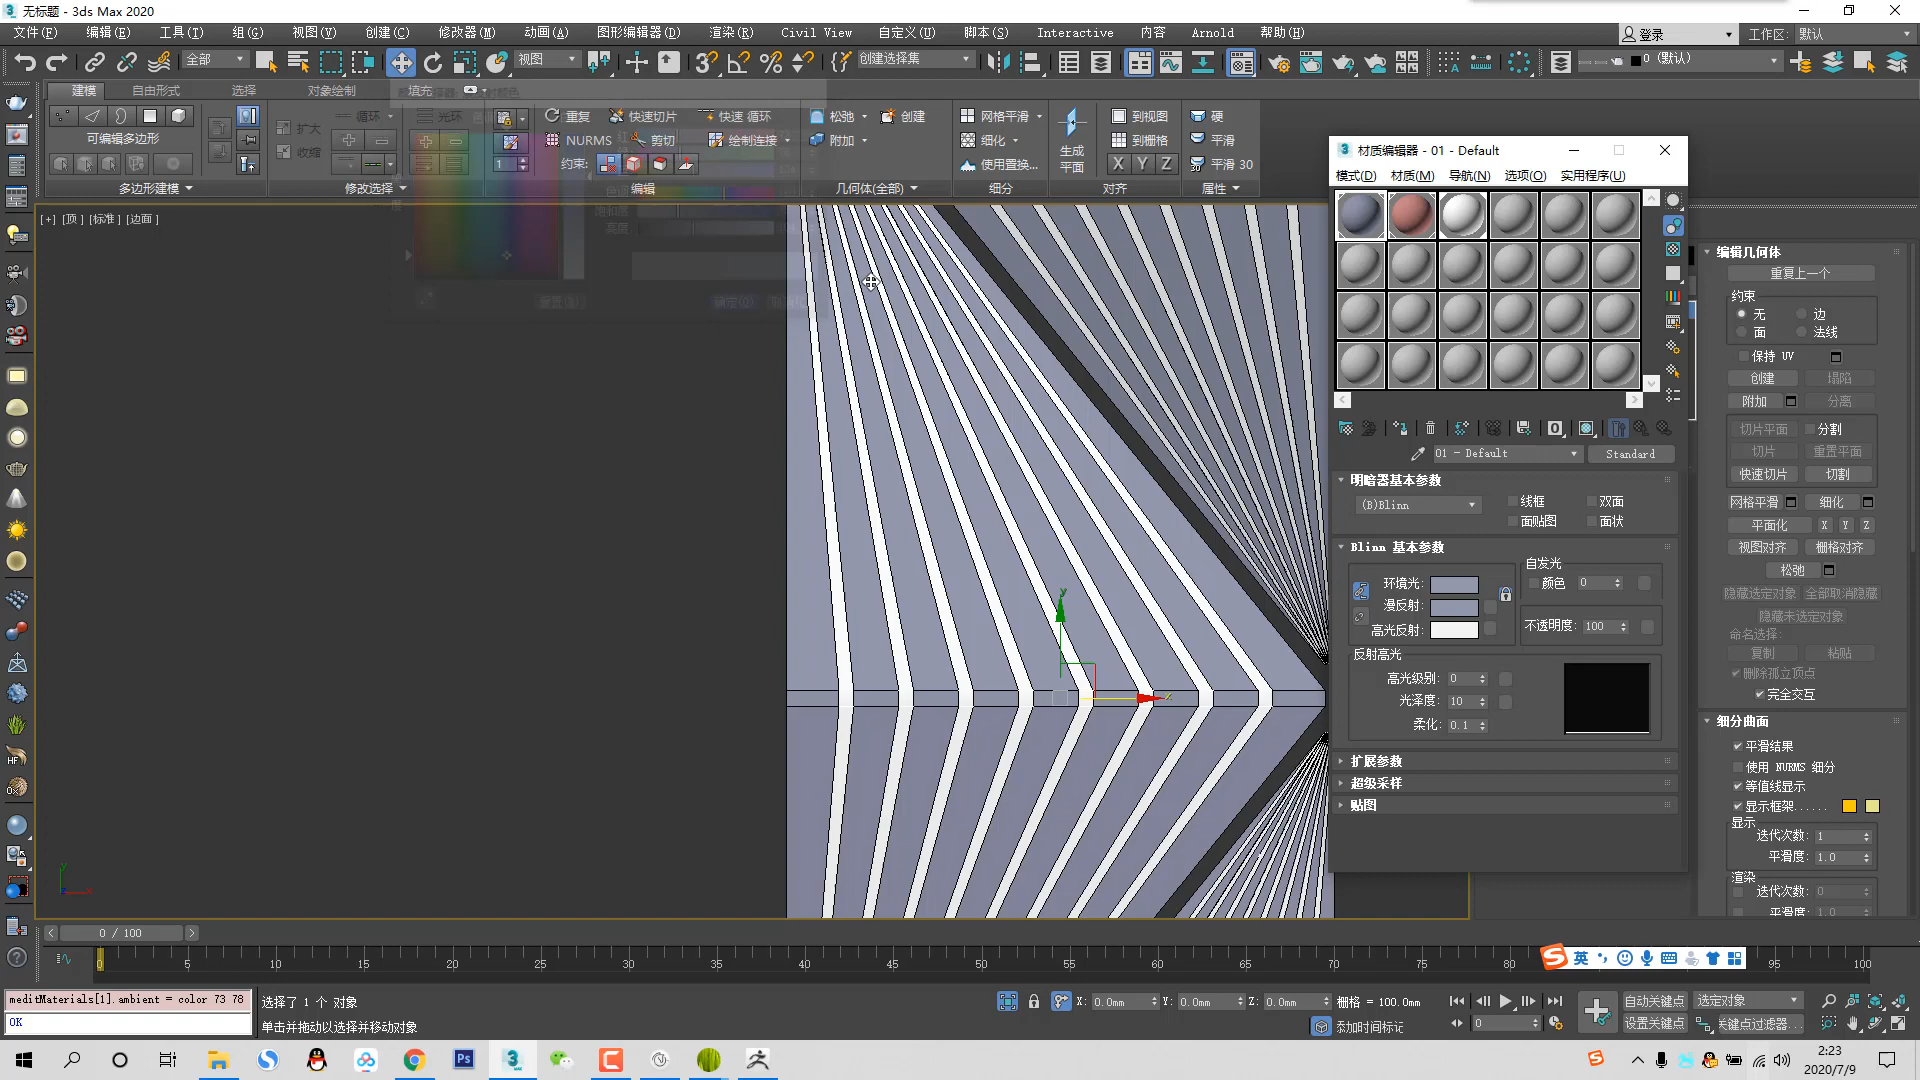 无标题 - 3ds Max 2020
文件(F) 编辑(E) 工具(T) 组(G) 视图(V) 创建(C) 修改器(M) 动画(A) 图形编辑器(D) 渲染(R) Civil View 自定义(U) 脚本(S) Interactive 内容 Arnold 帮助(H) 登录 工作区: 默认
全部 视图 创建选择集 0 (默认)
建模 自由形式 选择 对象绘制 填充
循环 光环 重复 快速切片 快速 循环 松弛 创建 网格平滑 到视图 硬
可编辑多边形 扩大 NURMS 剪切 绘制连接 附加 细化 到栅格 平滑
收缩 1 约束: 使用置换... 生成平面 X Y Z 平滑 30
多边形建模 修改选择 编辑 几何体(全部) 细分 对齐 属性
[+] [顶 ] [标准 ] [边面 ]
材质编辑器 - 01 - Default
模式(D) 材质(M) 导航(N) 选项(O) 实用程序(U)
01 - Default Standard
明暗器基本参数
(B)Blinn 线框 双面
面贴图 面状
Blinn 基本参数
自发光
环境光: 颜色 0
漫反射:
高光反射: 不透明度: 100
反射高光
高光级别: 0
光泽度: 10
柔化: 0.1
扩展参数
超级采样
贴图
编辑几何体
重复上一个
约束
无 边
面 法线
保持 UV
创建 塌陷
附加 分离
切片平面 分割
切片 重置平面
快速切片 切割
网格平滑 细化
平面化 X Y Z
视图对齐 栅格对齐
松弛
隐藏选定对象 全部取消隐藏
隐藏未选定对象
命名选择:
复制 粘贴
删除孤立顶点
完全交互
细分曲面
平滑结果
使用 NURMS 细分
等值线显示
显示框架......
显示
迭代次数: 1
平滑度: 1.0
渲染
迭代次数: 0
平滑度: 1.0
y
x
0 / 100
0 5 10 15 20 25 30 35 40 45 50 55 60 65 70 75 80 95 100
英
meditMaterials[1].ambient = color 73 78
OK
选择了 1 个 对象
单击并拖动以选择并移动对象
X: 0.0mm Y: 0.0mm Z: 0.0mm 栅格 = 100.0mm
添加时间标记
0
自动关键点 选定对象
设置关键点 关键点过滤器...
2:23
2020/7/9